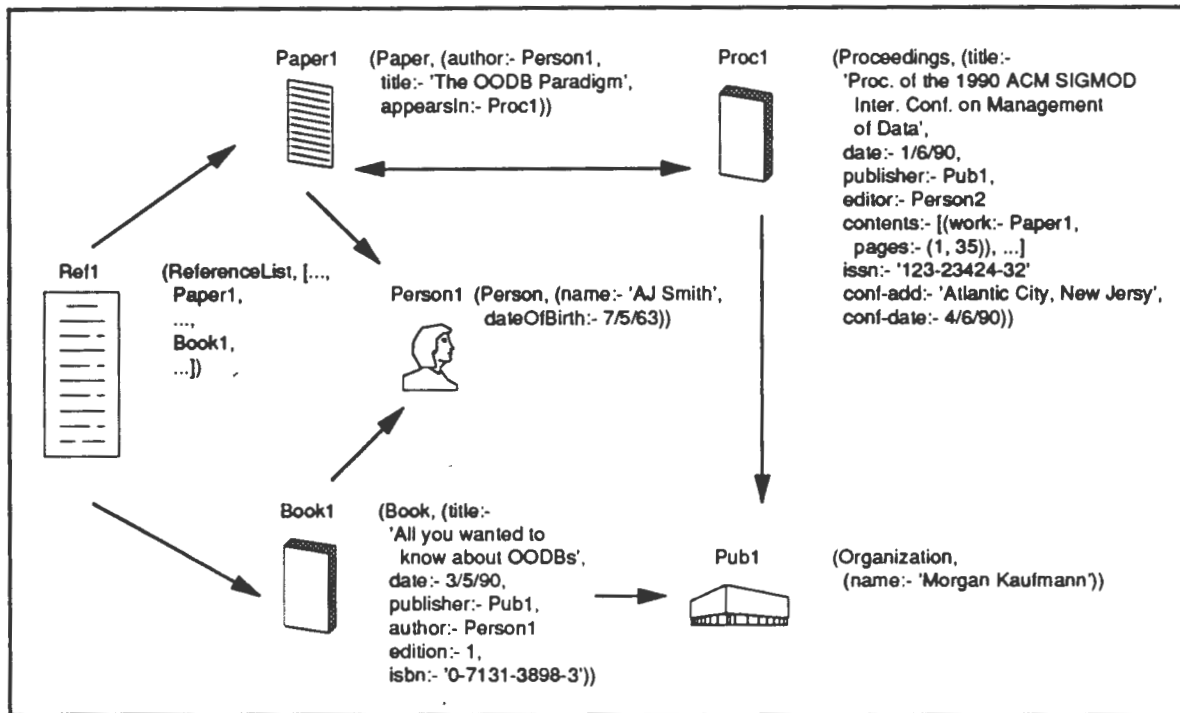 Paper1
(Paper, (author:- Person1,
title:- 'The OODB Paradigm',
appearsIn:- Proc1))
Proc1
(Proceedings, (title:-
'Proc. of the 1990 ACM SIGMOD
Inter. Conf. on Management
of Data',
date:- 1/6/90,
publisher:- Pub1,
editor:- Person2
contents:- [(work:- Paper1,
pages:- (1, 35)), ...]
issn:- '123-23424-32'
conf-add:- 'Atlantic City, New Jersy',
conf-date:- 4/6/90))
Ref1
(ReferenceList, [...,
Paper1,
...,
Book1,
...])
Person1
(Person, (name:- 'AJ Smith',
dateOfBirth:- 7/5/63))
Book1
(Book, (title:-
'All you wanted to
know about OODBs',
date:- 3/5/90,
publisher:- Pub1,
author:- Person1
edition:- 1,
isbn:- '0-7131-3898-3'))
Pub1
(Organization,
(name:- 'Morgan Kaufmann'))